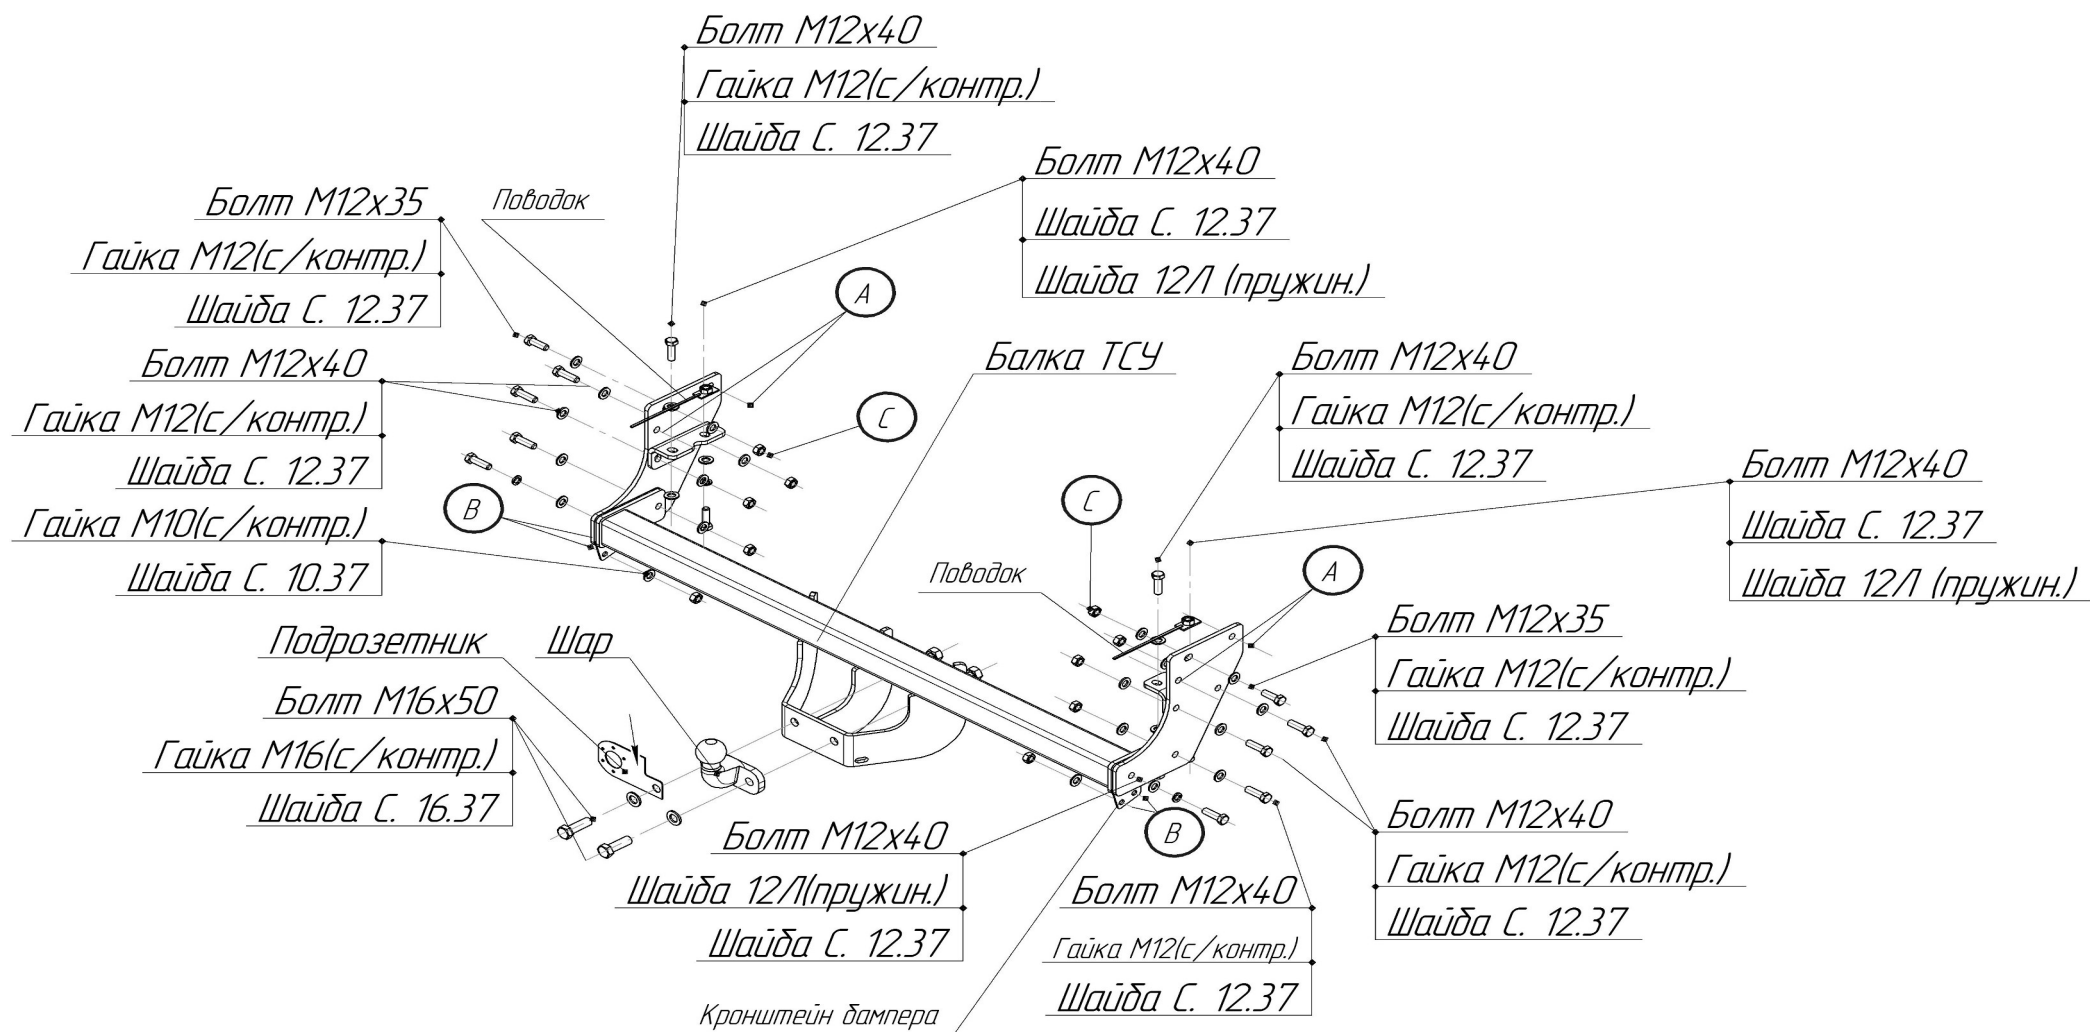 Болт М12х40
Гайка М12(с/контр.)
Шайба С. 12.37
Болт М12х40
Шайба С. 12.37
Шайба 12Л (пружин.)
Болт М12х35
Гайка М12(с/контр.)
Шайба С. 12.37
Поводок
А
Болт М12х40
Гайка М12(с/контр.)
Шайба С. 12.37
Балка ТСУ
С
Болт М12х40
Гайка М12(с/контр.)
Шайба С. 12.37
Болт М12х40
Шайба С. 12.37
Шайба 12Л (пружин.)
Гайка М10(с/контр.)
Шайба С. 10.37
В
С
Поводок
А
Подрозетник
Шар
Болт М16х50
Гайка М16(с/контр.)
Шайба С. 16.37
Болт М12х35
Гайка М12(с/контр.)
Шайба С. 12.37
Болт М12х40
Шайба 12Л(пружин.)
Шайба С. 12.37
В
Болт М12х40
Гайка М12(с/контр.)
Шайба С. 12.37
Болт М12х40
Гайка М12(с/контр.)
Шайба С. 12.37
Кронштейн бампера